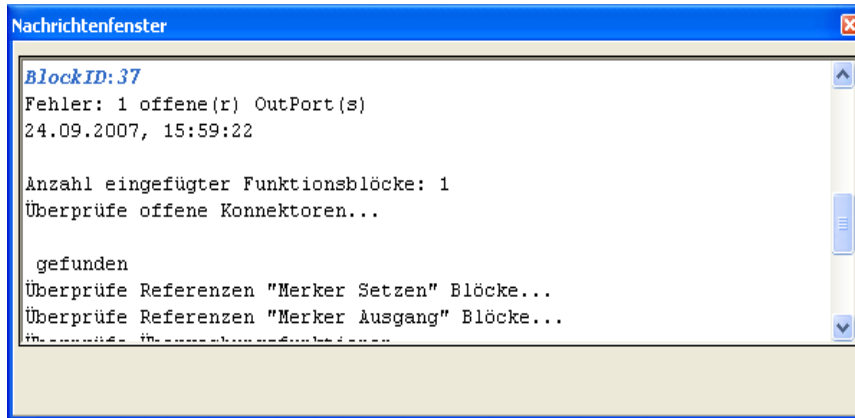 Nachrichtenfenster
BlockID:37
Fehler: 1 offene(r) OutPort(s)
24.09.2007, 15:59:22
Anzahl eingefügter Funktionsblöcke: 1
Überprüfe offene Konnektoren...
gefunden
Überprüfe Referenzen "Merker Setzen" Blöcke...
Überprüfe Referenzen "Merker Ausgang" Blöcke...